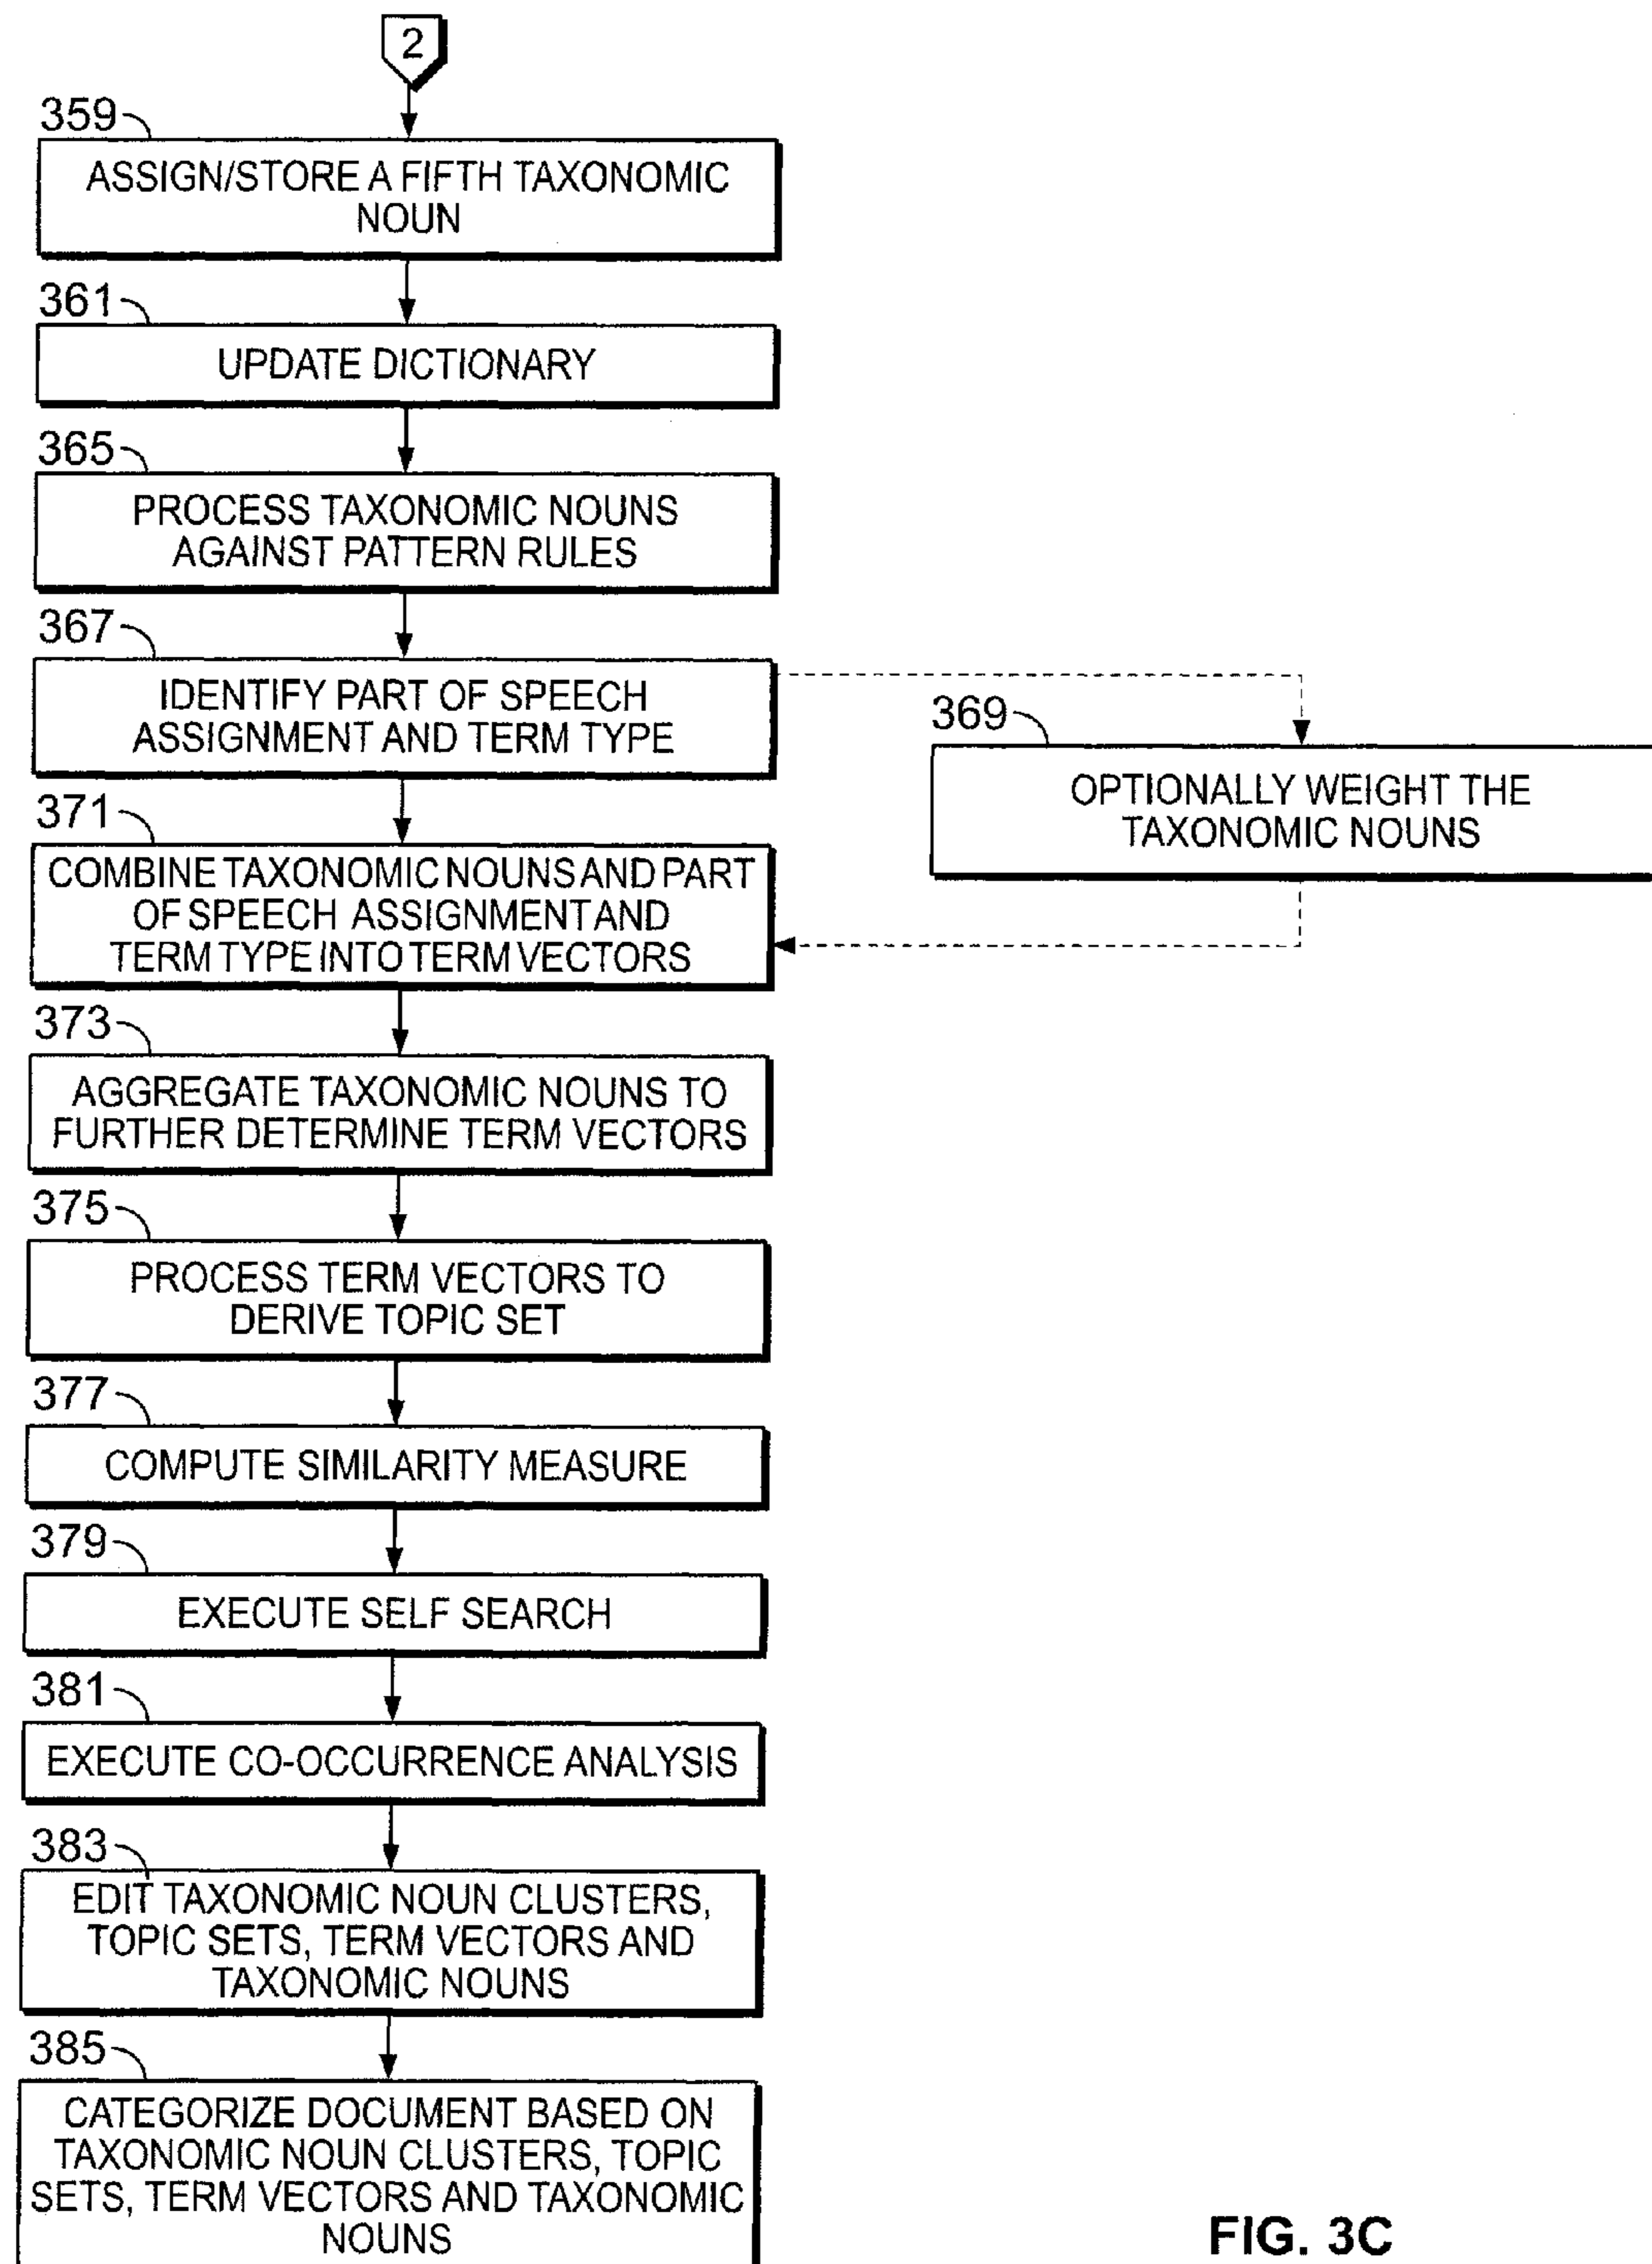 2
359
ASSIGN/STORE A FIFTH TAXONOMIC
NOUN
361
UPDATE DICTIONARY
365
PROCESS TAXONOMIC NOUNS
AGAINST PATTERN RULES
367
IDENTIFY PART OF SPEECH
ASSIGNMENT AND TERM TYPE
369
OPTIONALLY WEIGHT THE
TAXONOMIC NOUNS
371
COMBINE TAXONOMIC NOUNS AND PART
OF SPEECH ASSIGNMENT AND
TERM TYPE INTO TERM VECTORS
373
AGGREGATE TAXONOMIC NOUNS TO
FURTHER DETERMINE TERM VECTORS
375
PROCESS TERM VECTORS TO
DERIVE TOPIC SET
377
COMPUTE SIMILARITY MEASURE
379
EXECUTE SELF SEARCH
381
EXECUTE CO-OCCURRENCE ANALYSIS
383
EDIT TAXONOMIC NOUN CLUSTERS,
TOPIC SETS, TERM VECTORS AND
TAXONOMIC NOUNS
385
CATEGORIZE DOCUMENT BASED ON
TAXONOMIC NOUN CLUSTERS, TOPIC
SETS, TERM VECTORS AND TAXONOMIC
NOUNS
FIG. 3C